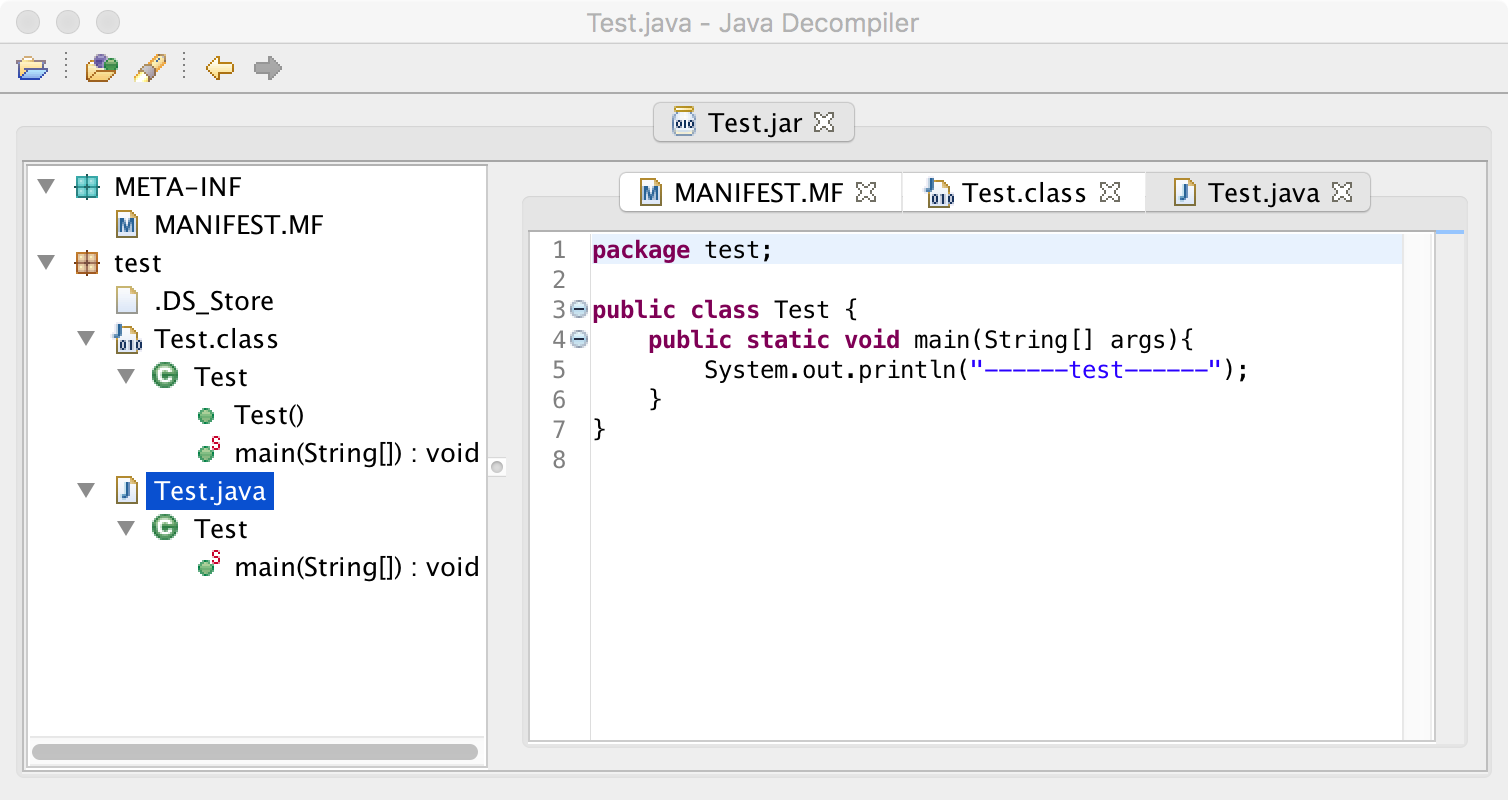 Test.java - Java Decompiler
Test.jar
META-INF
MANIFEST.MF
test
.DS_Store
Test.class
Test
Test()
main(String[]) : void
Test.java
Test
main(String[]) : void
MANIFEST.MF
Test.class
Test.java
1 package test;
2
3 public class Test {
4     public static void main(String[] args){
5         System.out.println("------test------");
6     }
7 }
8